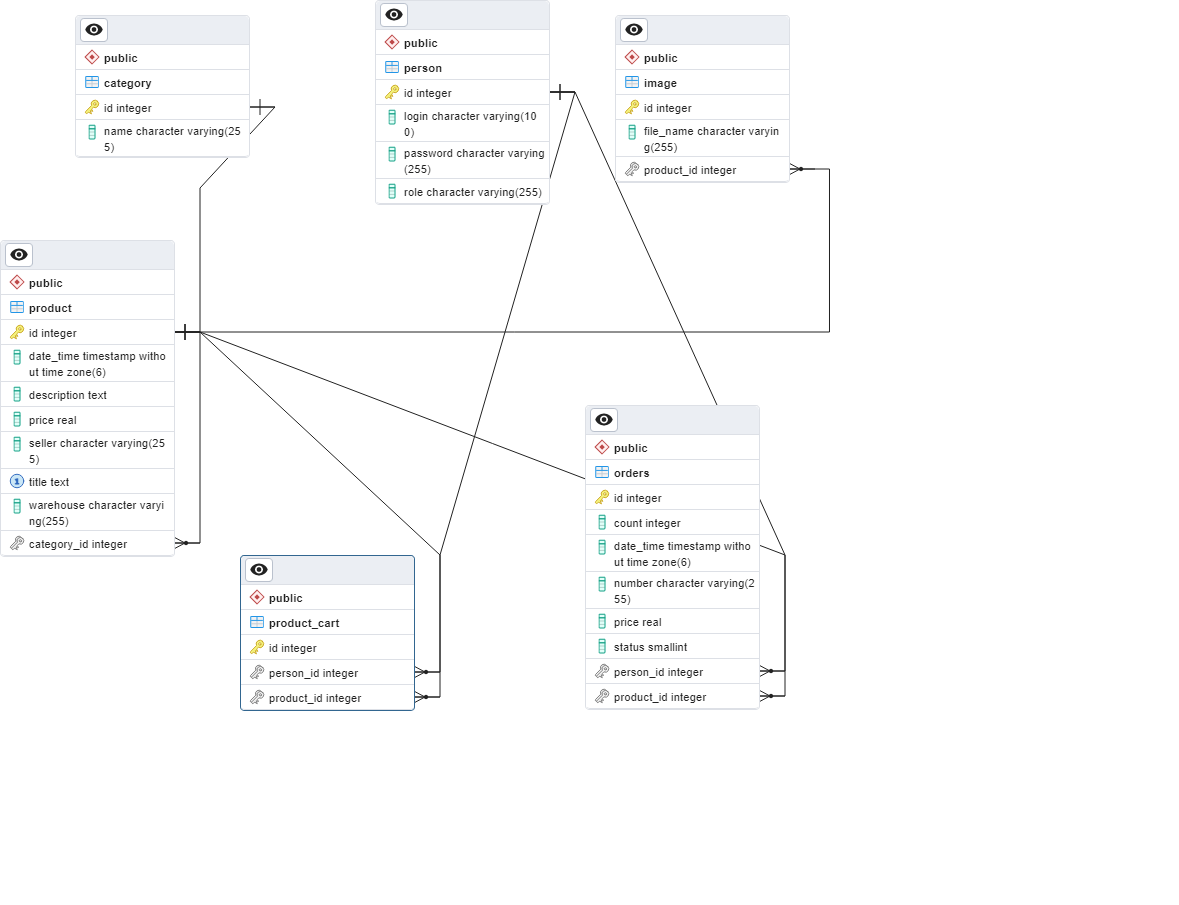 public
category
id integer
name character varying(25
5)
public
person
id integer
login character varying(10
0)
password character varying
(255)
role character varying(255)
public
image
id integer
file_name character varyin
g(255)
product_id integer
public
product
id integer
date_time timestamp witho
ut time zone(6)
description text
price real
seller character varying(25
5)
1 title text
warehouse character varyi
ng(255)
category_id integer
public
product_cart
id integer
person_id integer
product_id integer
public
orders
id integer
count integer
date_time timestamp witho
ut time zone(6)
number character varying(2
55)
price real
status smallint
person_id integer
product_id integer